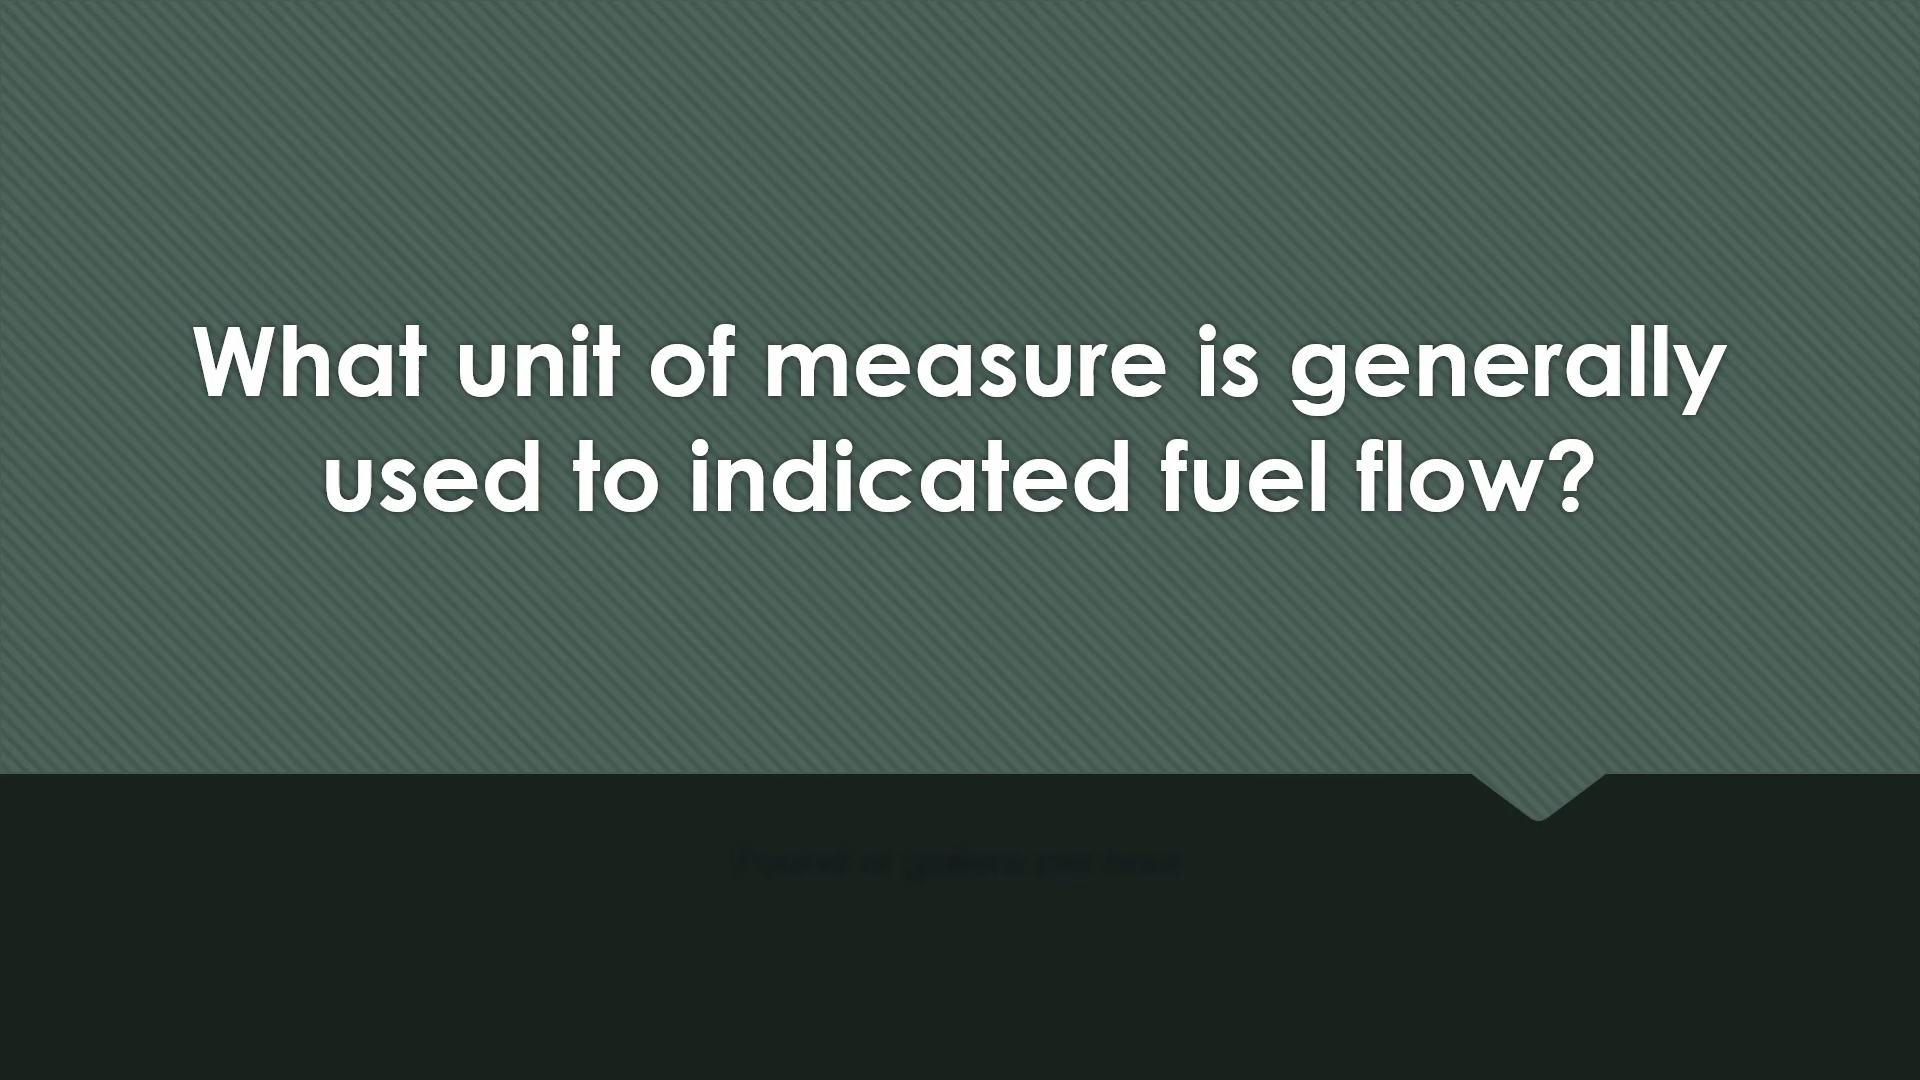 What unit of measure is generally
used to indicated fuel flow?